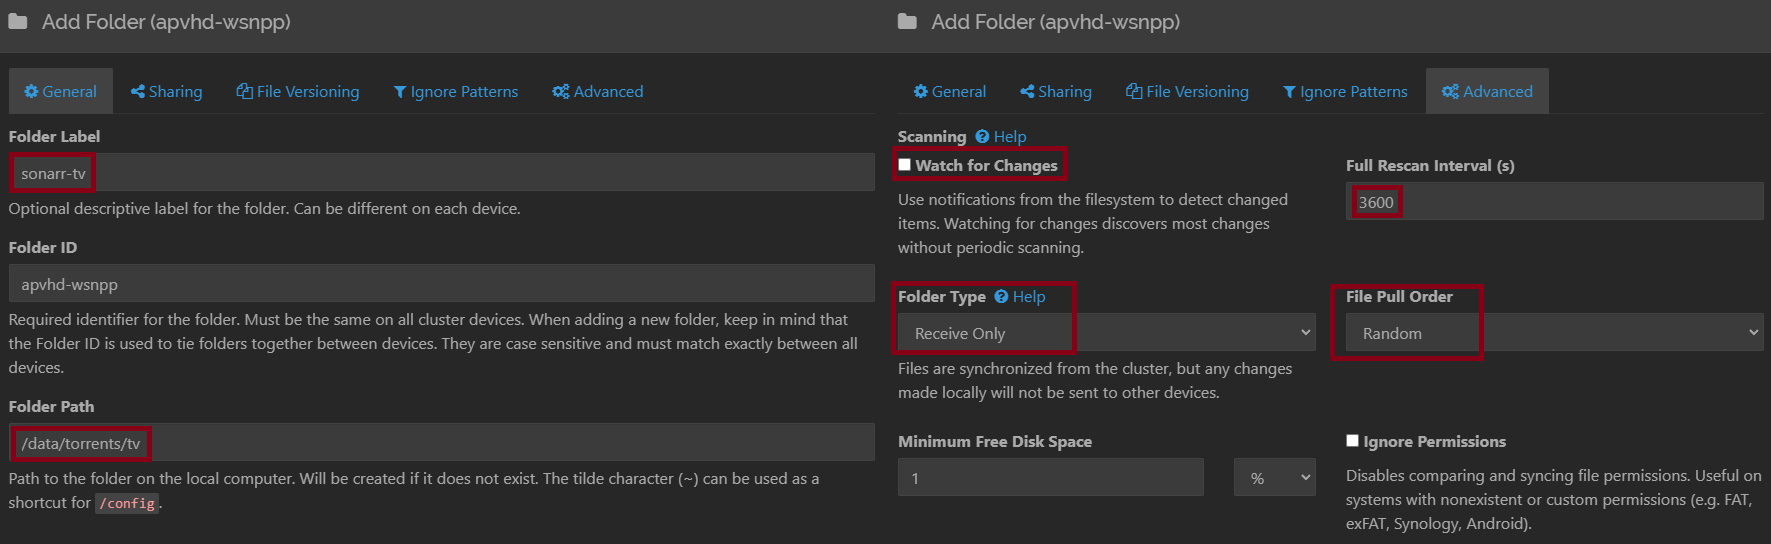 Add Folder (apvhd-wsnpp)
General
Sharing
File Versioning
Ignore Patterns
Advanced
Folder Label
sonarr-tv
Optional descriptive label for the folder. Can be different on each device.
Folder ID
apvhd-wsnpp
Required identifier for the folder. Must be the same on all cluster devices. When adding a new folder, keep in mind that
the Folder ID is used to tie folders together between devices. They are case sensitive and must match exactly between all
devices.
Folder Path
/data/torrents/tv
Path to the folder on the local computer. Will be created if it does not exist. The tilde character (~) can be used as a
shortcut for /config.
Add Folder (apvhd-wsnpp)
General
Sharing
File Versioning
Ignore Patterns
Advanced
Scanning Help
Watch for Changes
Use notifications from the filesystem to detect changed
items. Watching for changes discovers most changes
without periodic scanning.
Full Rescan Interval (s)
3600
Folder Type Help
Receive Only
Files are synchronized from the cluster, but any changes
made locally will not be sent to other devices.
File Pull Order
Random
Minimum Free Disk Space
1
%
Ignore Permissions
Disables comparing and syncing file permissions. Useful on
systems with nonexistent or custom permissions (e.g. FAT,
exFAT, Synology, Android).